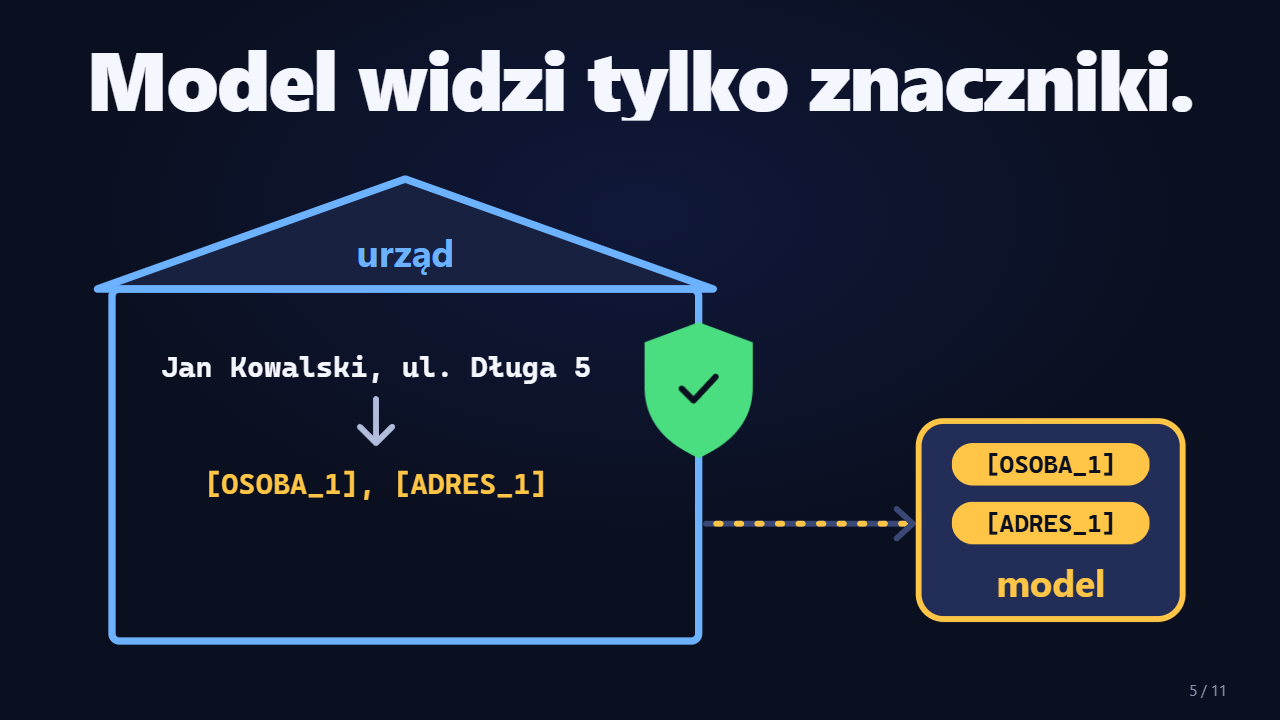 Model widzi tylko znaczniki.
urząd
Jan Kowalski, ul. Długa 5
[OSOBA_1], [ADRES_1]
[OSOBA_1]
[ADRES_1]
model
5 / 11